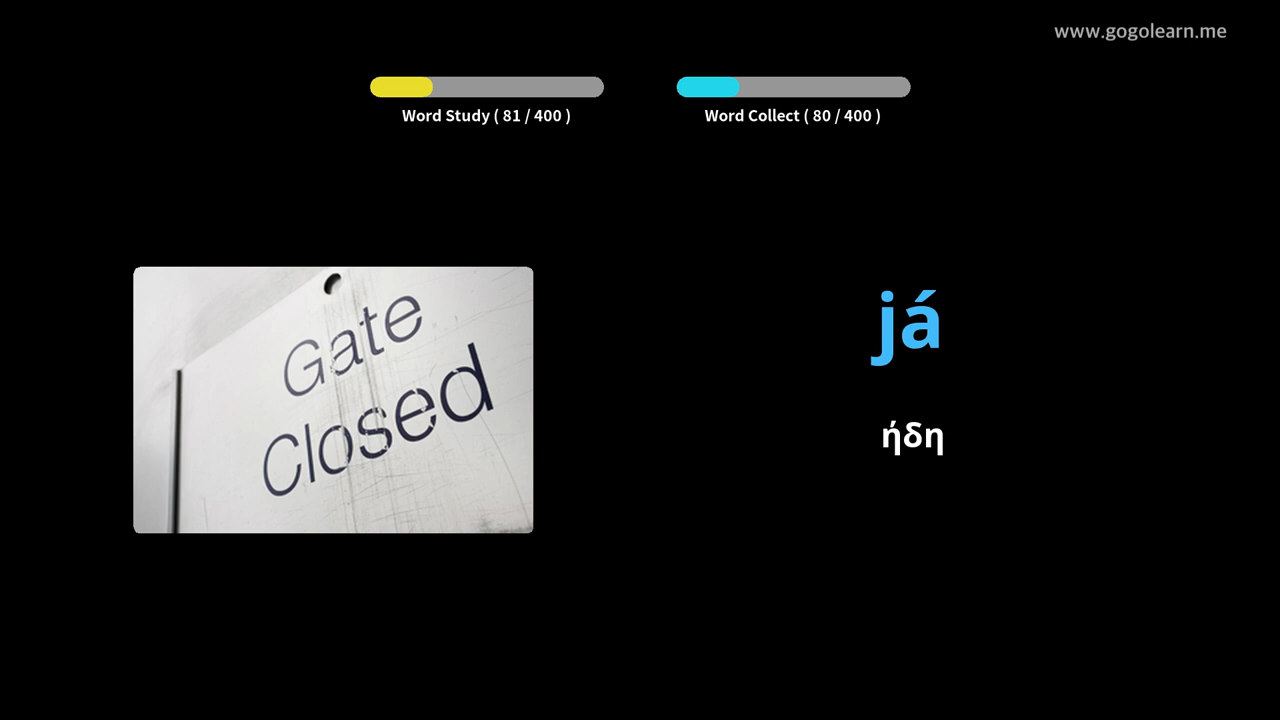 www.gogolearn.me
Word Study ( 81 / 400 )
Word Collect ( 80 / 400 )
Gate
Closed
já
ήδη